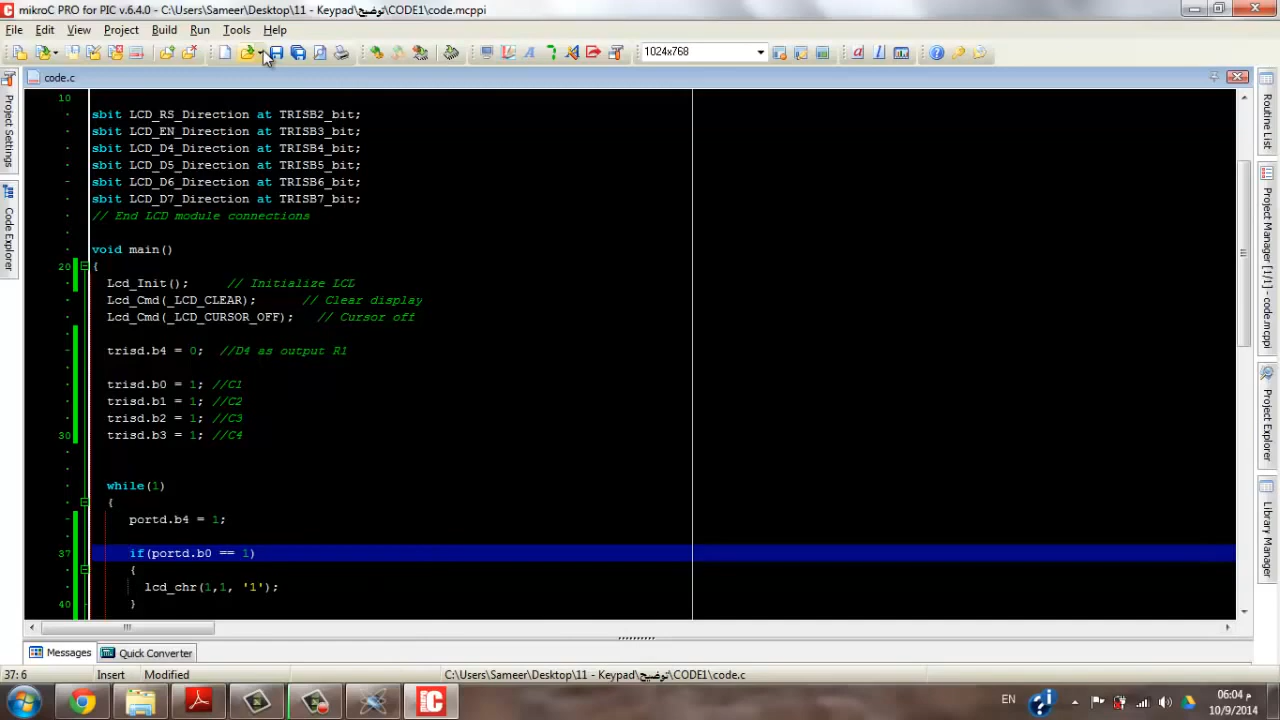 mikroC PRO for PIC v.6.4.0 - C:\Users\Sameer\Desktop\11 - Keypad\توضيح\CODE1\code.mcppi
File Edit View Project Build Run Tools Help
1024x768
code.c
Project Settings
Code Explorer
10
sbit LCD_RS_Direction at TRISB2_bit;
sbit LCD_EN_Direction at TRISB3_bit;
sbit LCD_D4_Direction at TRISB4_bit;
sbit LCD_D5_Direction at TRISB5_bit;
sbit LCD_D6_Direction at TRISB6_bit;
sbit LCD_D7_Direction at TRISB7_bit;
// End LCD module connections
void main()
20 {
Lcd_Init(); // Initialize LCD
Lcd_Cmd(_LCD_CLEAR); // Clear display
Lcd_Cmd(_LCD_CURSOR_OFF); // Cursor off
trisd.b4 = 0; //D4 as output R1
trisd.b0 = 1; //C1
trisd.b1 = 1; //C2
trisd.b2 = 1; //C3
30 trisd.b3 = 1; //C4
while(1)
{
portd.b4 = 1;
37 if(portd.b0 == 1)
{
lcd_chr(1,1, '1');
40 }
Routine List
Project Manager [1/1] - code.mcppi
Project Explorer
Library Manager
Messages Quick Converter
37:6 Insert Modified C:\Users\Sameer\Desktop\11 - Keypad\توضيح\CODE1\code.c
EN
06:04 م
10/9/2014